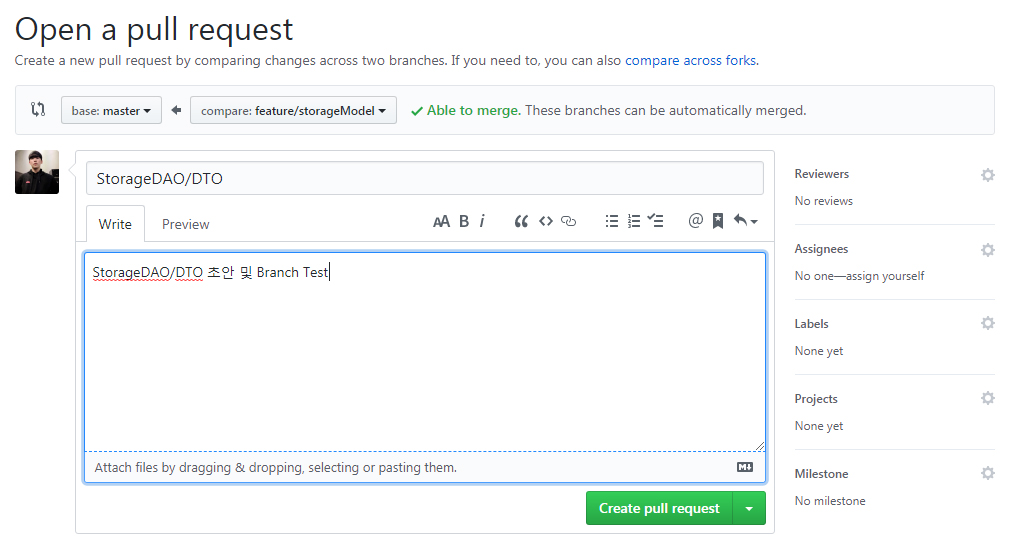 Open a pull request
Create a new pull request by comparing changes across two branches. If you need to, you can also compare across forks.
base: master compare: feature/storageModel Able to merge. These branches can be automatically merged.
StorageDAO/DTO
Write Preview AA B i
StorageDAO/DTO 초안 및 Branch Test
Attach files by dragging & dropping, selecting or pasting them.
Create pull request
Reviewers
No reviews
Assignees
No one—assign yourself
Labels
None yet
Projects
None yet
Milestone
No milestone